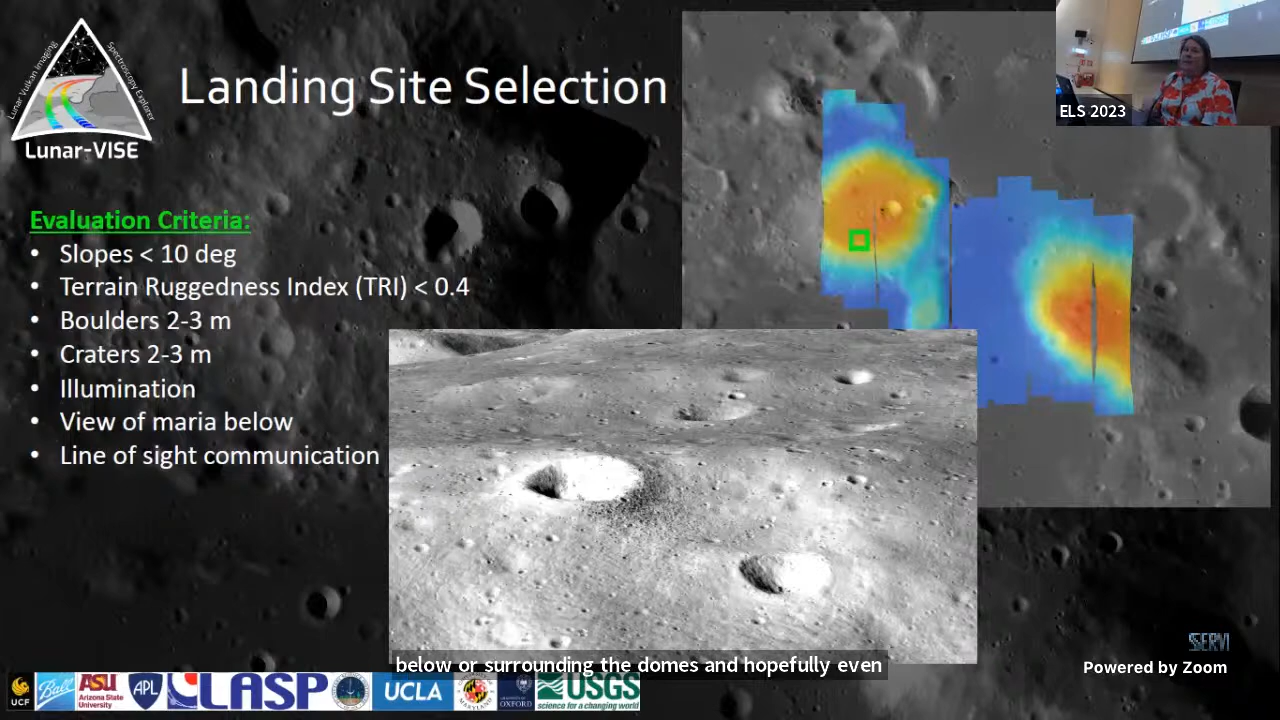 Lunar Vulkan Imaging
Spectroscopy Explorer
Lunar-VISE
Landing Site Selection
ELS 2023
Evaluation Criteria:
• Slopes < 10 deg
• Terrain Ruggedness Index (TRI) < 0.4
• Boulders 2-3 m
• Craters 2-3 m
• Illumination
• View of maria below
• Line of sight communication
below or surrounding the domes and hopefully even
Powered by Zoom
UCF
Ball
ASU
Arizona State
University
APL
LASP
UCLA
MARYLAND
OXFORD
USGS
science for a changing world